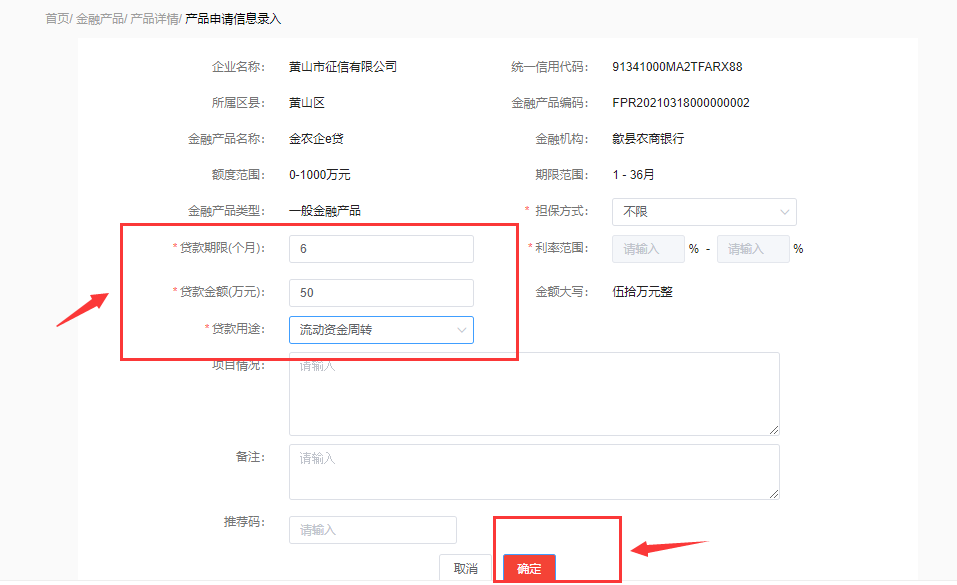 首页/ 金融产品/ 产品详情/ 产品申请信息录入
企业名称: 黄山市征信有限公司 统一信用代码: 91341000MA2TFARX88
所属区县: 黄山区 金融产品编码: FPR20210318000000002
金融产品名称: 金农企e贷 金融机构: 歙县农商银行
额度范围: 0-1000万元 期限范围: 1 - 36月
金融产品类型: 一般金融产品 * 担保方式: 不限
* 贷款期限(个月): 6 * 利率范围: 请输入 % - 请输入 %
* 贷款金额(万元): 50 金额大写: 伍拾万元整
* 贷款用途: 流动资金周转
项目情况: 请输入
备注: 请输入
推荐码: 请输入
取消 确定